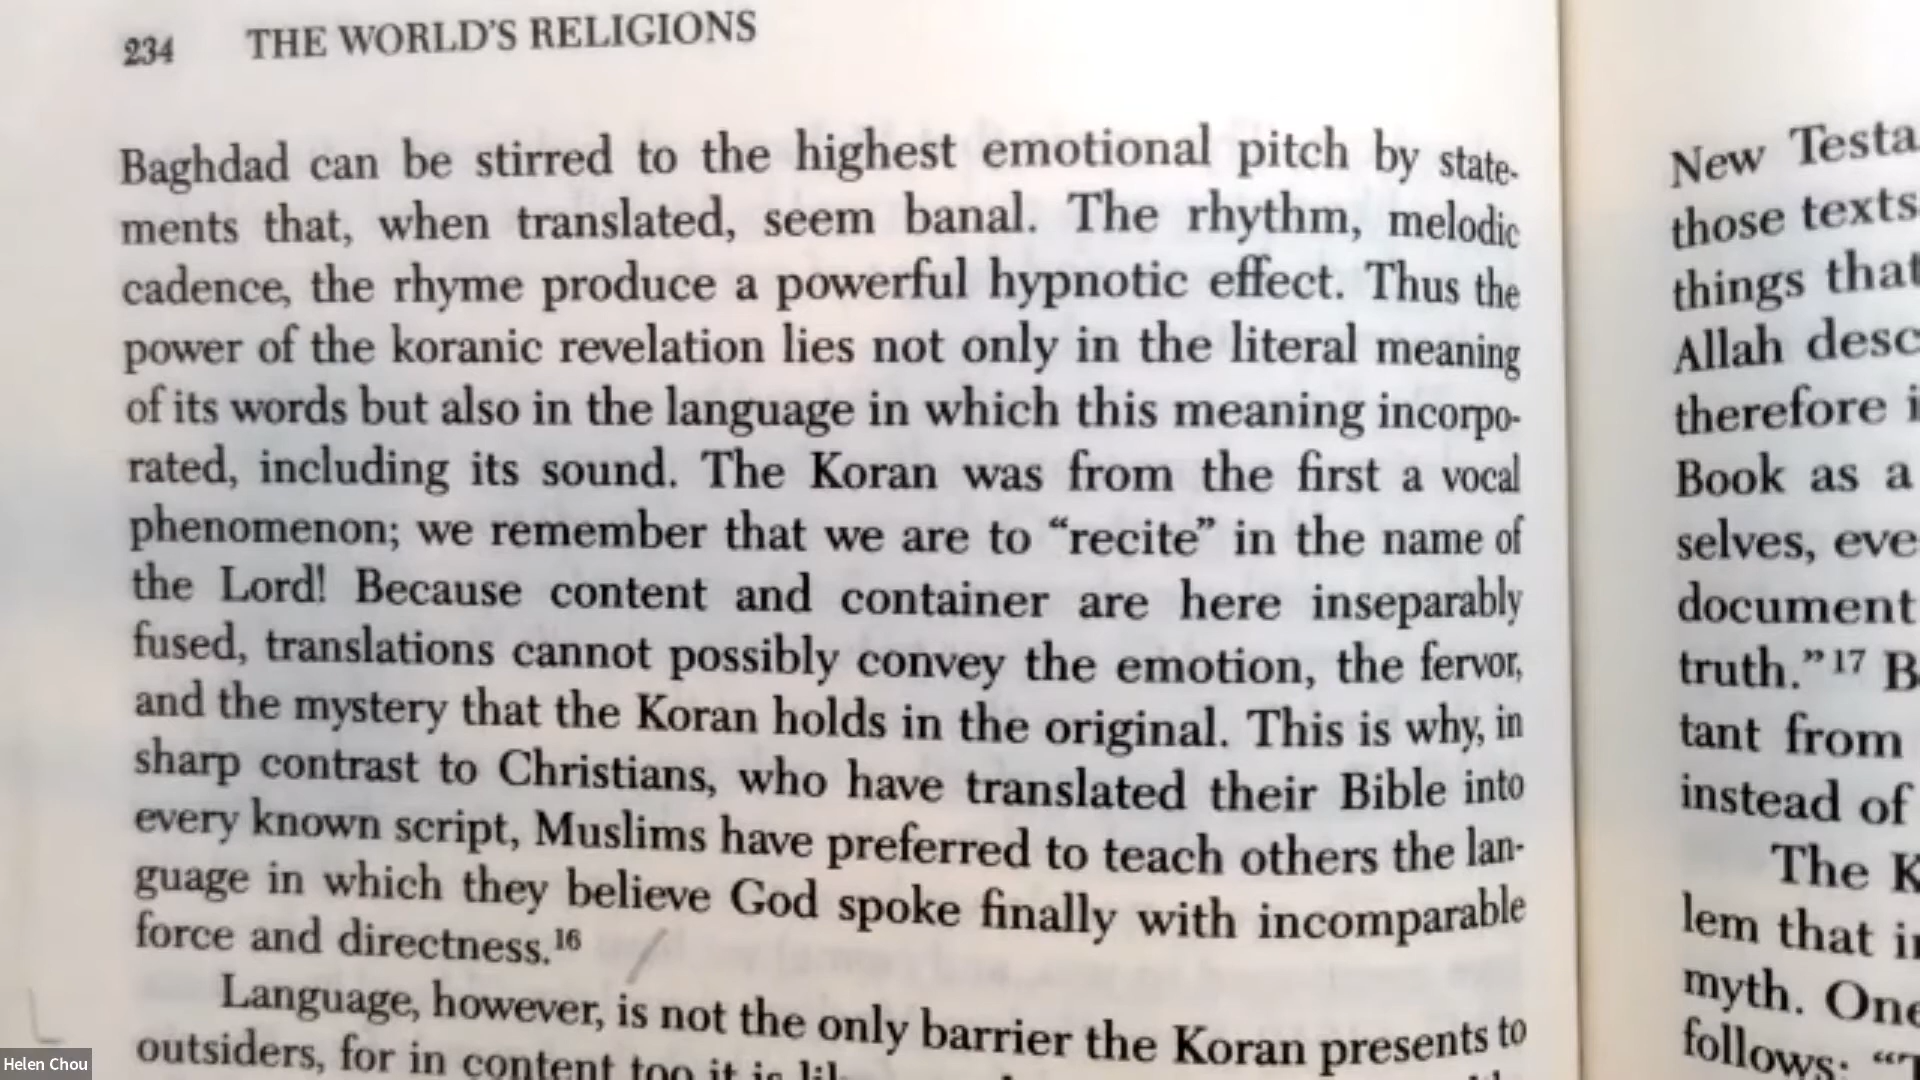 234 THE WORLD'S RELIGIONS
Baghdad can be stirred to the highest emotional pitch by state-
ments that, when translated, seem banal. The rhythm, melodic
cadence, the rhyme produce a powerful hypnotic effect. Thus the
power of the koranic revelation lies not only in the literal meaning
of its words but also in the language in which this meaning incorpo-
rated, including its sound. The Koran was from the first a vocal
phenomenon; we remember that we are to “recite” in the name of
the Lord! Because content and container are here inseparably
fused, translations cannot possibly convey the emotion, the fervor,
and the mystery that the Koran holds in the original. This is why, in
sharp contrast to Christians, who have translated their Bible into
every known script, Muslims have preferred to teach others the lan-
guage in which they believe God spoke finally with incomparable
force and directness.16
Language, however, is not the only barrier the Koran presents to
outsiders, for in content too it is
New
those texts
things that
Allah
therefore
Book as a
selves,
document
truth.”17
tant from
instead of
The
lem that
myth. One
follows:
Helen Chou